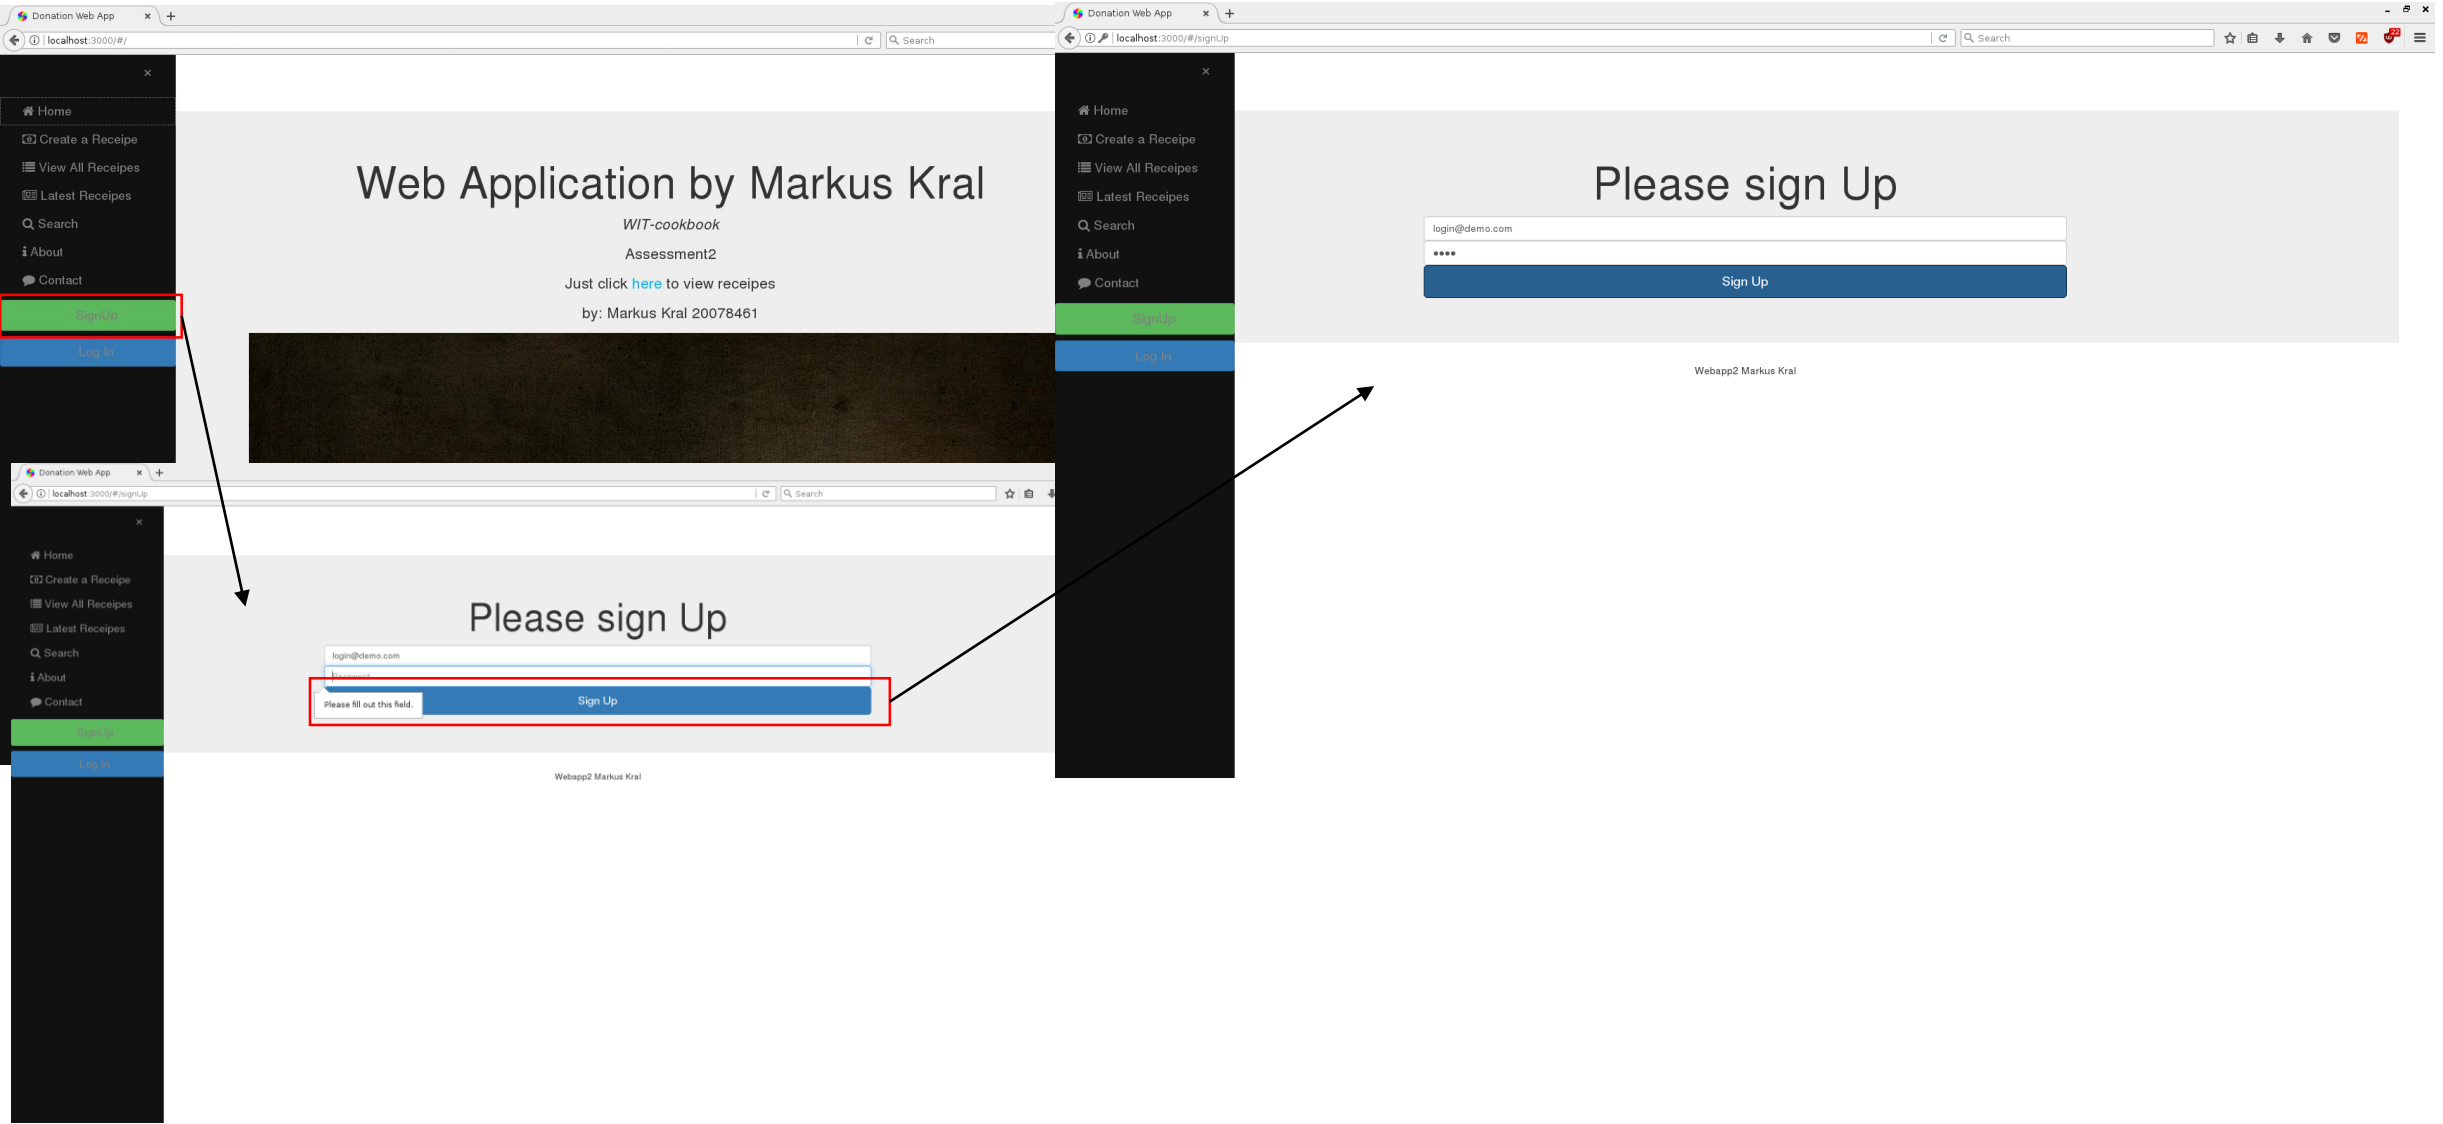 Donation Web App
localhost:3000/#/
Search
Home
Create a Receipe
View All Receipes
Latest Receipes
Search
About
Contact
SignUp
Log In
Web Application by Markus Kral
WIT-cookbook
Assessment2
Just click here to view receipes
by: Markus Kral 20078461
Donation Web App
localhost:3000/#/signUp
Search
Home
Create a Receipe
View All Receipes
Latest Receipes
Search
About
Contact
SignUp
Log In
Please sign Up
login@demo.com
Password
Please fill out this field.
Sign Up
Webapp2 Markus Kral
Donation Web App
localhost:3000/#/signUp
Search
22
Home
Create a Receipe
View All Receipes
Latest Receipes
Search
About
Contact
SignUp
Log In
Please sign Up
login@demo.com
••••
Sign Up
Webapp2 Markus Kral